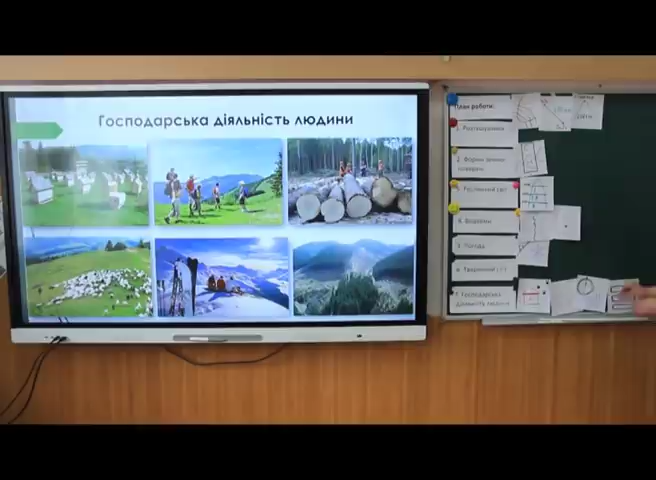 Господарська діяльність людини
План роботи:
1. Розташування
2. Форми земної
поверхні
3. Рослинний світ
4. Водойми
5. Погода
6. Тваринний світ
7. Господарська
діяльність людини